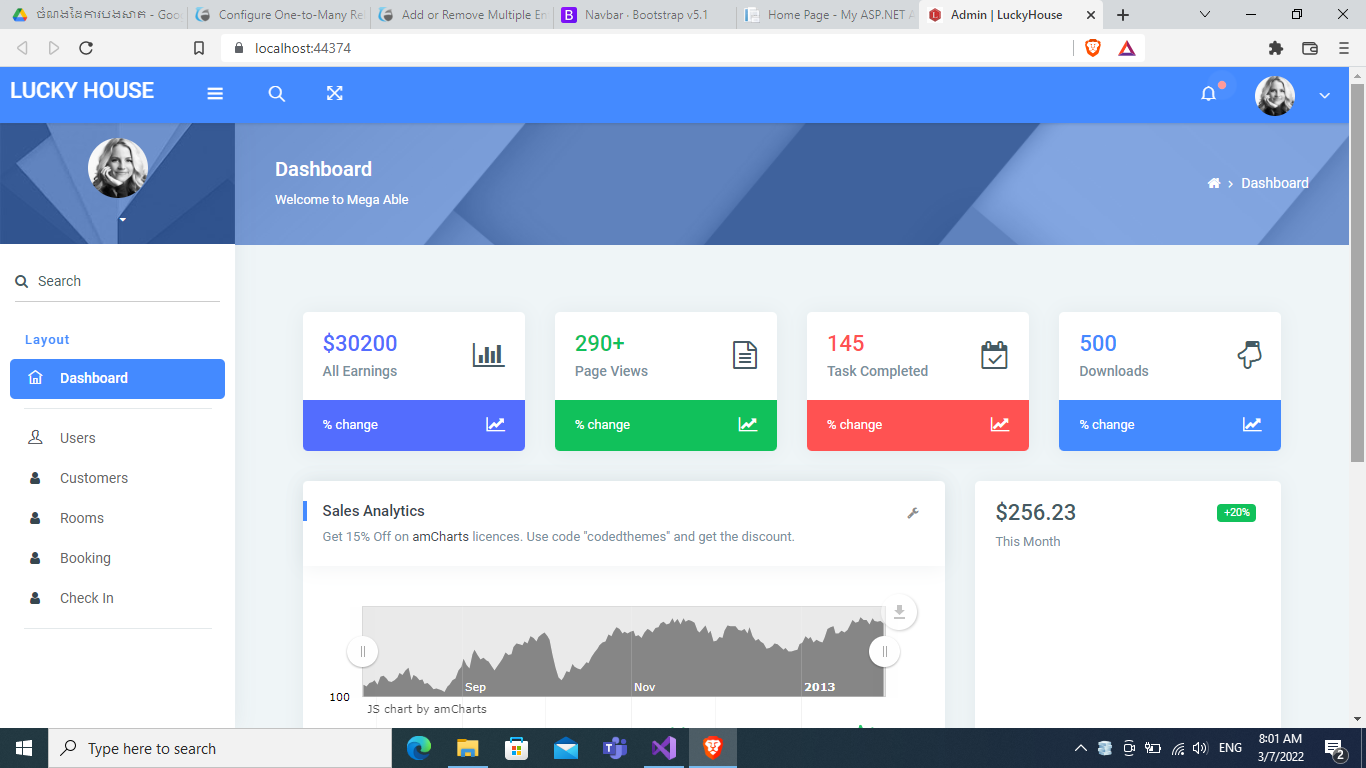 ចំណងនៃការបងសាត - Goo
Configure One-to-Many Re
Add or Remove Multiple En
Navbar · Bootstrap v5.1
Home Page - My ASP.NET A
Admin | LuckyHouse
localhost:44374
LUCKY HOUSE
Dashboard
Welcome to Mega Able
Dashboard
Search
Layout
Dashboard
Users
Customers
Rooms
Booking
Check In
$30200
All Earnings
% change
290+
Page Views
% change
145
Task Completed
% change
500
Downloads
% change
Sales Analytics
Get 15% Off on amCharts licences. Use code "codedthemes" and get the discount.
Sep
Nov
2013
100
JS chart by amCharts
$256.23
+20%
This Month
Type here to search
ENG
8:01 AM
3/7/2022
2